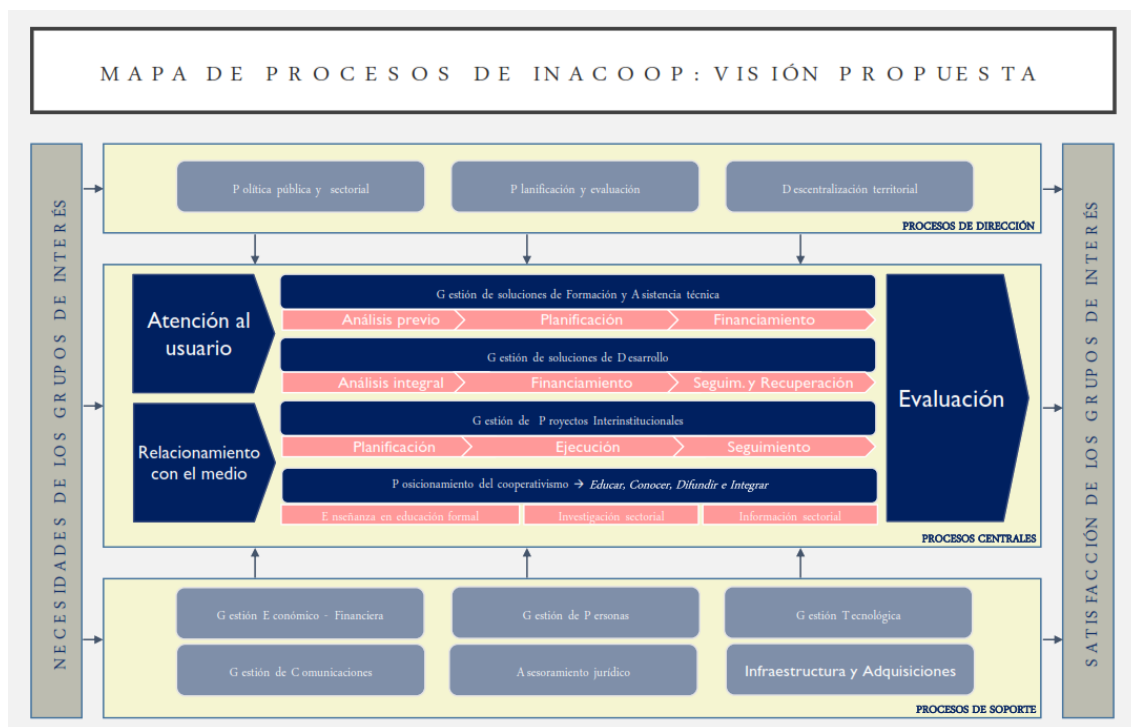 MAPA DE PROCESOS DE INACOOP: VISIÓN PROPUESTA
NECESIDADES DE LOS GRUPOS DE INTERÉS
Política pública y sectorial
Planificación y evaluación
Descentralización territorial
PROCESOS DE DIRECCIÓN
Atención al
usuario
Relacionamiento
con el medio
Gestión de soluciones de Formación y Asistencia técnica
Análisis previo
Planificación
Financiamiento
Gestión de soluciones de Desarrollo
Análisis integral
Financiamiento
Seguim. y Recuperación
Gestión de Proyectos Interinstitucionales
Planificación
Ejecución
Seguimiento
Posicionamiento del cooperativismo → Educar, Conocer, Difundir e Integrar
Enseñanza en educación formal
Investigación sectorial
Información sectorial
Evaluación
PROCESOS CENTRALES
Gestión Económico - Financiera
Gestión de Personas
Gestión Tecnológica
Gestión de Comunicaciones
Asesoramiento jurídico
Infraestructura y Adquisiciones
PROCESOS DE SOPORTE
SATISFACCIÓN DE LOS GRUPOS DE INTERÉS